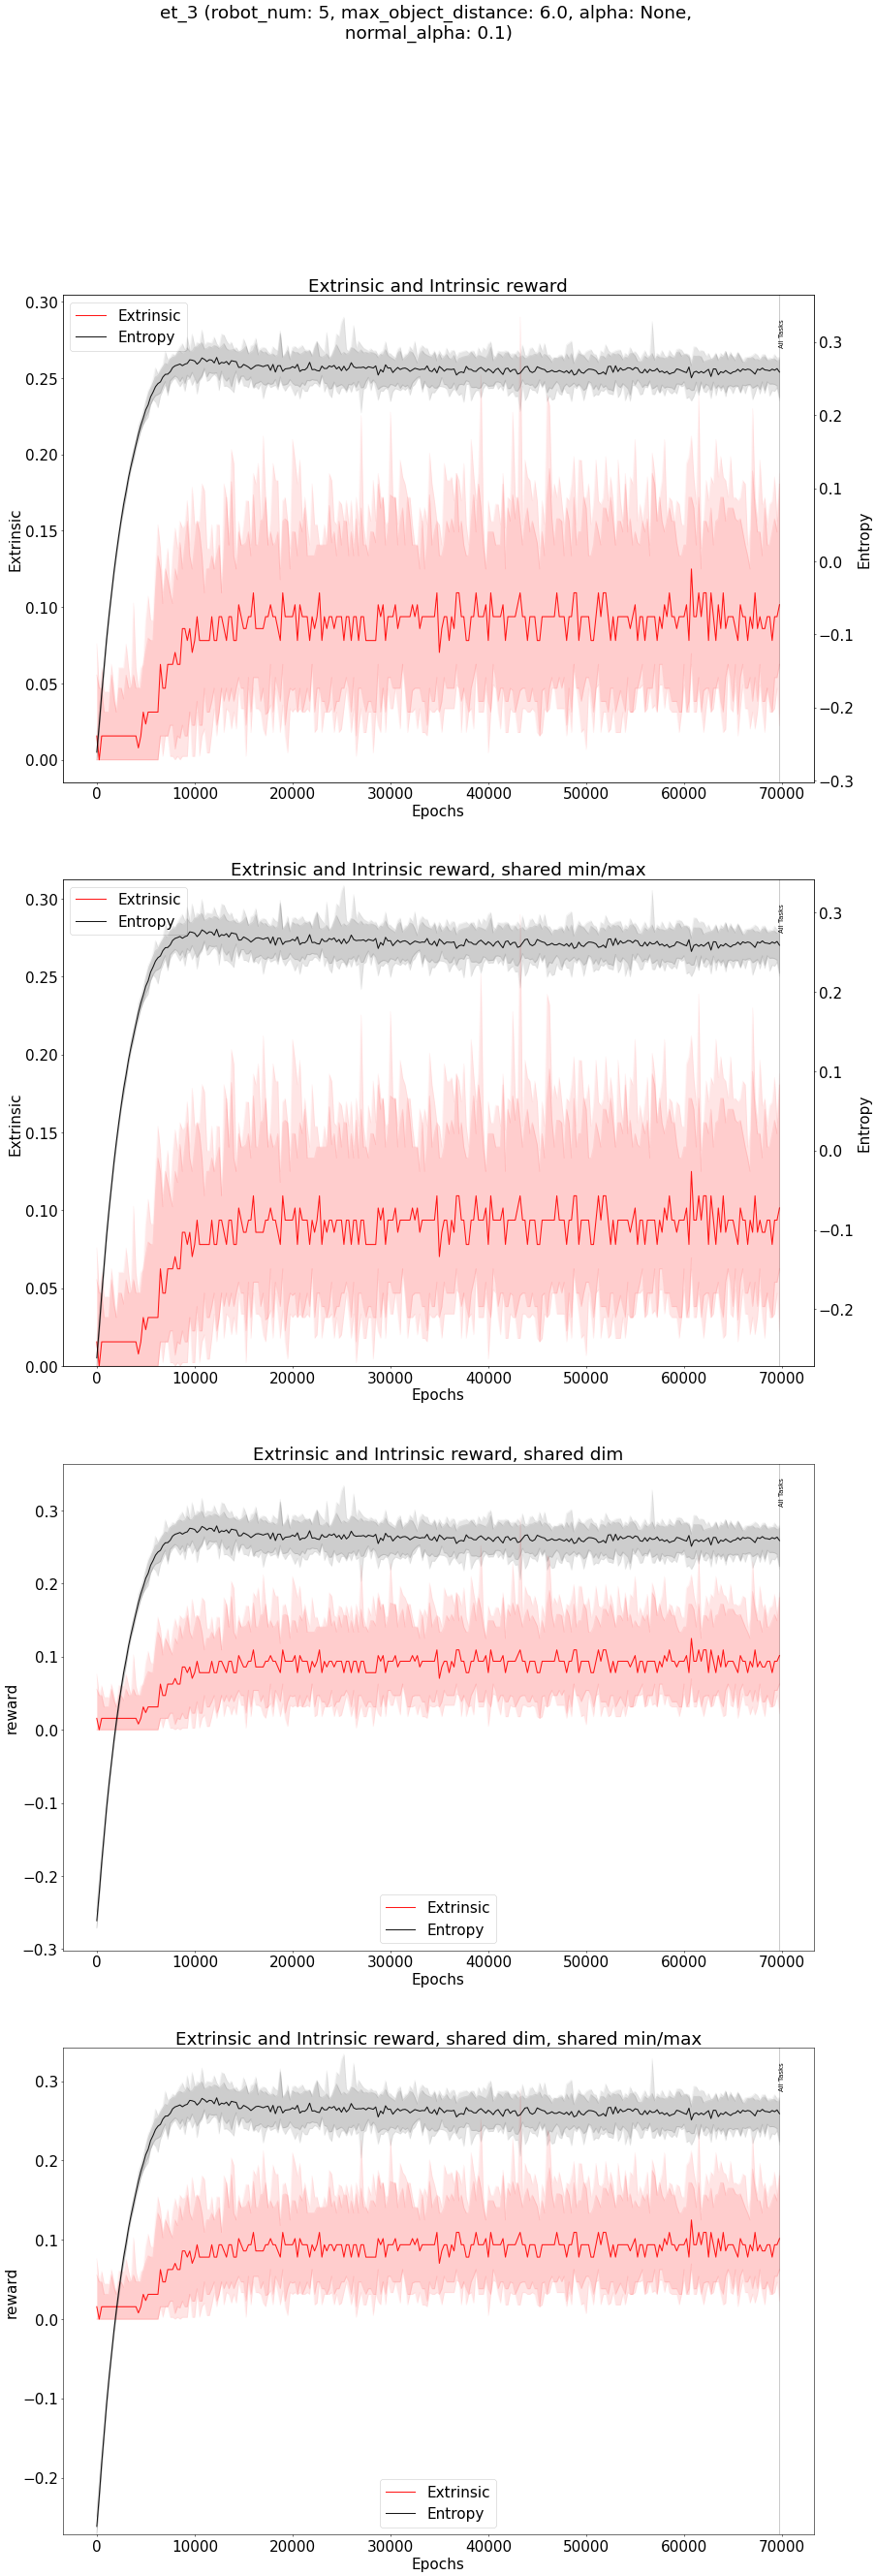 et_3 (robot_num: 5, max_object_distance: 6.0, alpha: None,
normal_alpha: 0.1)
Extrinsic and Intrinsic reward
Extrinsic
Entropy
All Tasks
0.30
0.25
0.20
0.15
0.10
0.05
0.00
Extrinsic
0.3
0.2
0.1
0.0
−0.1
−0.2
−0.3
Entropy
0 10000 20000 30000 40000 50000 60000 70000
Epochs
Extrinsic and Intrinsic reward, shared min/max
Extrinsic
Entropy
All Tasks
0.30
0.25
0.20
0.15
0.10
0.05
0.00
Extrinsic
0.3
0.2
0.1
0.0
−0.1
−0.2
Entropy
0 10000 20000 30000 40000 50000 60000 70000
Epochs
Extrinsic and Intrinsic reward, shared dim
All Tasks
0.3
0.2
0.1
0.0
−0.1
−0.2
−0.3
reward
Extrinsic
Entropy
0 10000 20000 30000 40000 50000 60000 70000
Epochs
Extrinsic and Intrinsic reward, shared dim, shared min/max
All Tasks
0.3
0.2
0.1
0.0
−0.1
−0.2
reward
Extrinsic
Entropy
0 10000 20000 30000 40000 50000 60000 70000
Epochs